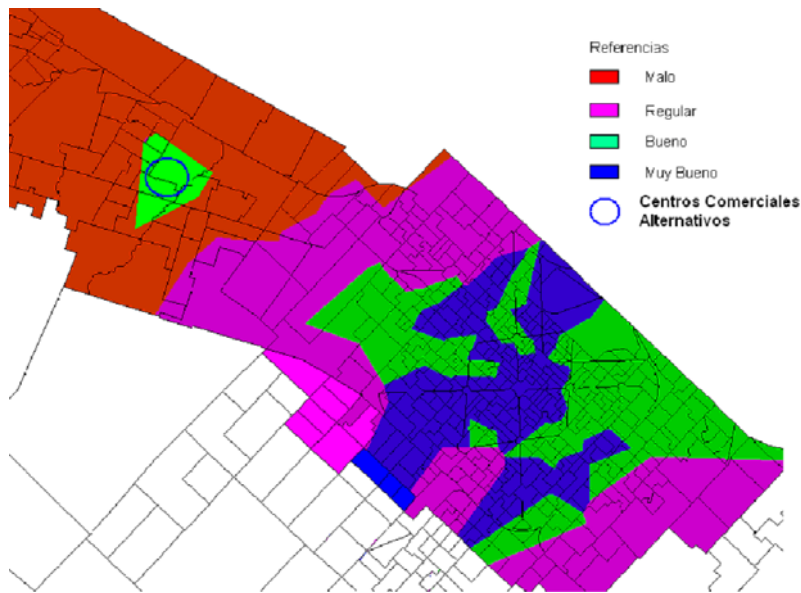 Referencias
Malo
Regular
Bueno
Muy Bueno
Centros Comerciales
Alternativos